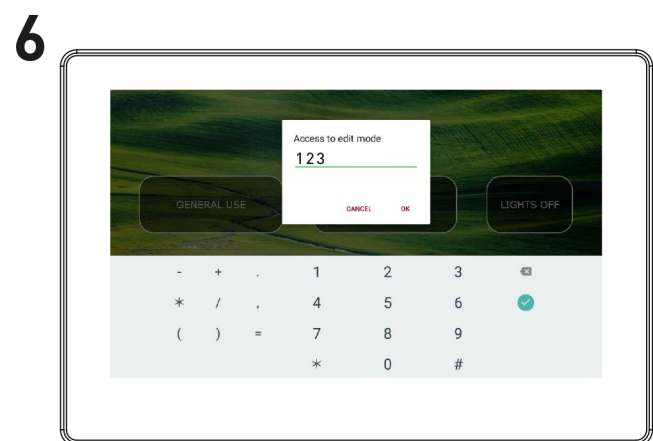 6
Access to edit mode
123
CANCEL OK
GENERAL USE LIGHTS OFF
- + . 1 2 3
* / , 4 5 6
( ) = 7 8 9
* 0 #